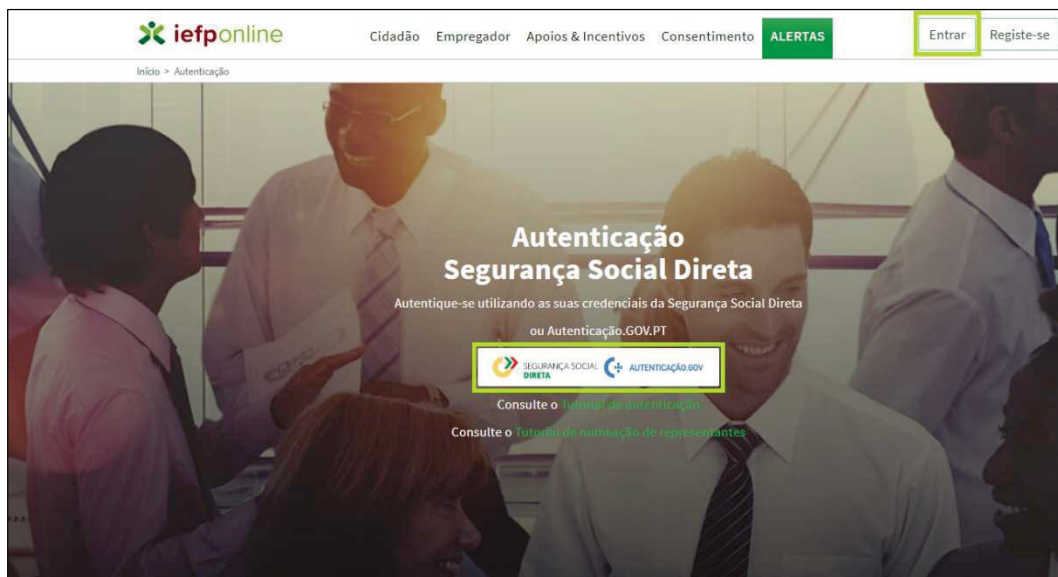 iefponline
Cidadão Empregador Apoios & Incentivos Consentimento ALERTAS Entrar Registe-se
Início > Autenticação
Autenticação
Segurança Social Direta
Autentique-se utilizando as suas credenciais da Segurança Social Direta
ou Autenticação.GOV.PT
SEGURANÇA SOCIAL DIRETA AUTENTICAÇÃO.GOV
Consulte o Tutorial de autenticação
Consulte o Tutorial de nomeação de representantes